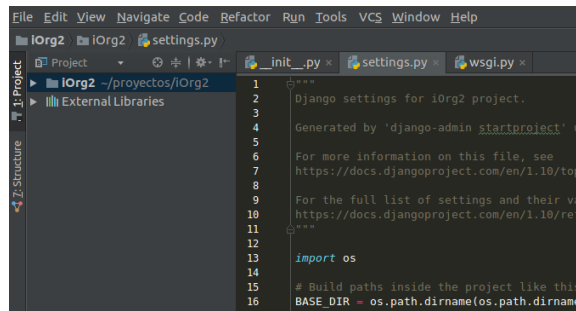 File Edit View Navigate Code Refactor Run Tools VCS Window Help
iOrg2 iOrg2 settings.py
Project __init__.py settings.py wsgi.py
1: Project
7: Structure
iOrg2 ~/proyectos/iOrg2
External Libraries
1 """
2 Django settings for iOrg2 project.
3
4 Generated by 'django-admin startproject'
5
6 For more information on this file, see
7 https://docs.djangoproject.com/en/1.10/top
8
9 For the full list of settings and their va
10 https://docs.djangoproject.com/en/1.10/re
11 """
12
13 import os
14
15 # Build paths inside the project like this
16 BASE_DIR = os.path.dirname(os.path.dirname